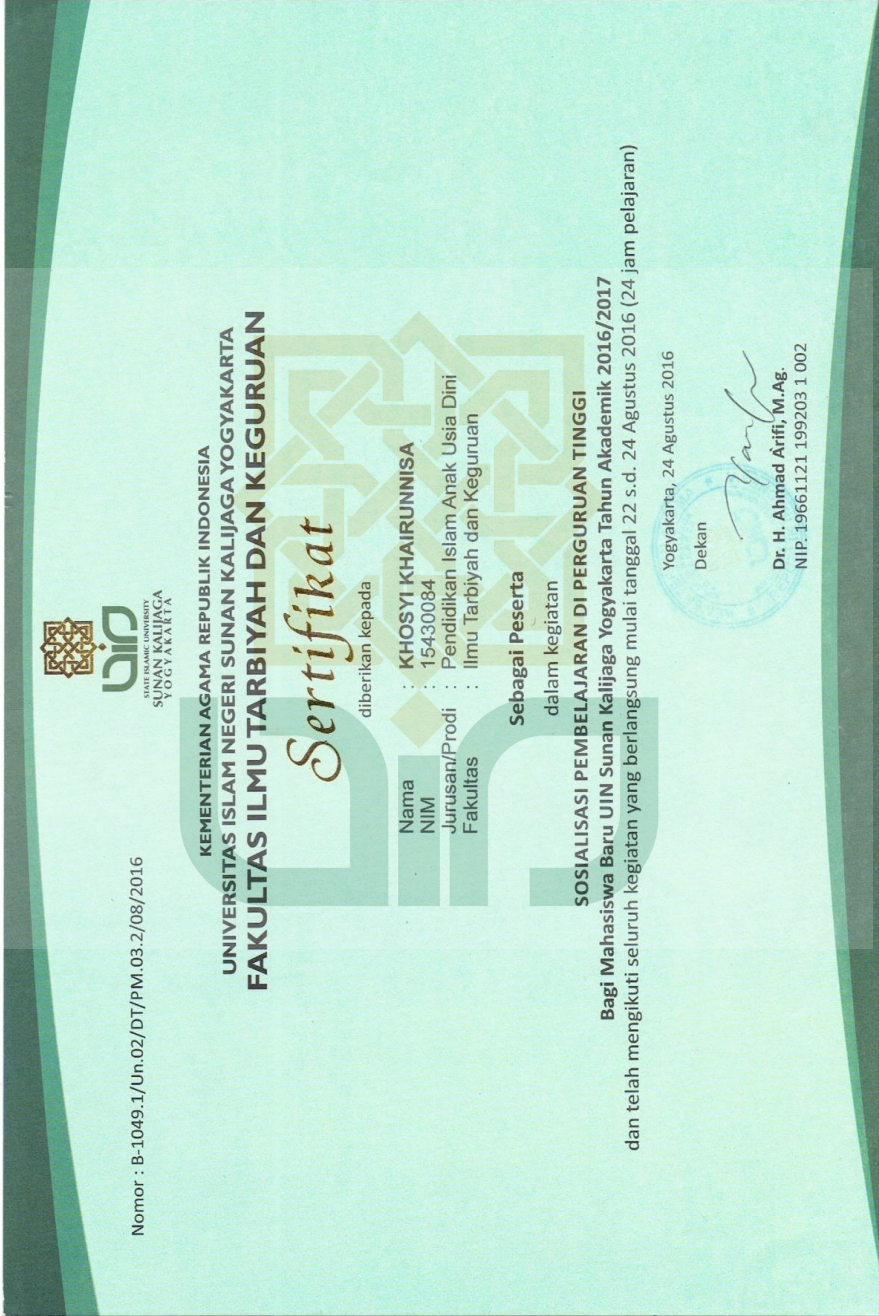 Nomor : B-1049.1/Un.02/DT/PM.03.2/08/2016
UIN
STATE ISLAMIC UNIVERSITY
SUNAN KALIJAGA
YOGYAKARTA
KEMENTERIAN AGAMA REPUBLIK INDONESIA
UNIVERSITAS ISLAM NEGERI SUNAN KALIJAGA YOGYAKARTA
FAKULTAS ILMU TARBIYAH DAN KEGURUAN
Sertifikat
diberikan kepada
Nama : KHOSYI KHAIRUNNISA
NIM : 15430084
Jurusan/Prodi : Pendidikan Islam Anak Usia Dini
Fakultas : Ilmu Tarbiyah dan Keguruan
Sebagai Peserta
dalam kegiatan
SOSIALISASI PEMBELAJARAN DI PERGURUAN TINGGI
Bagi Mahasiswa Baru UIN Sunan Kalijaga Yogyakarta Tahun Akademik 2016/2017
dan telah mengikuti seluruh kegiatan yang berlangsung mulai tanggal 22 s.d. 24 Agustus 2016 (24 jam pelajaran)
Yogyakarta, 24 Agustus 2016
Dekan
Dr. H. Ahmad Arifi, M.Ag.
NIP. 19661121 199203 1 002